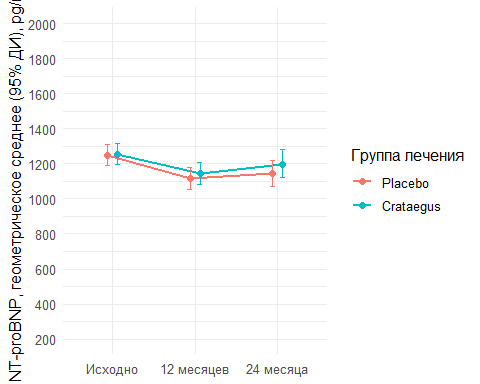 NT-proBNP, геометрическое среднее (95% ДИ), pg/
2000
1800
1600
1400
1200
1000
800
600
400
200
Исходно
12 месяцев
24 месяца
Группа лечения
Placebo
Crataegus